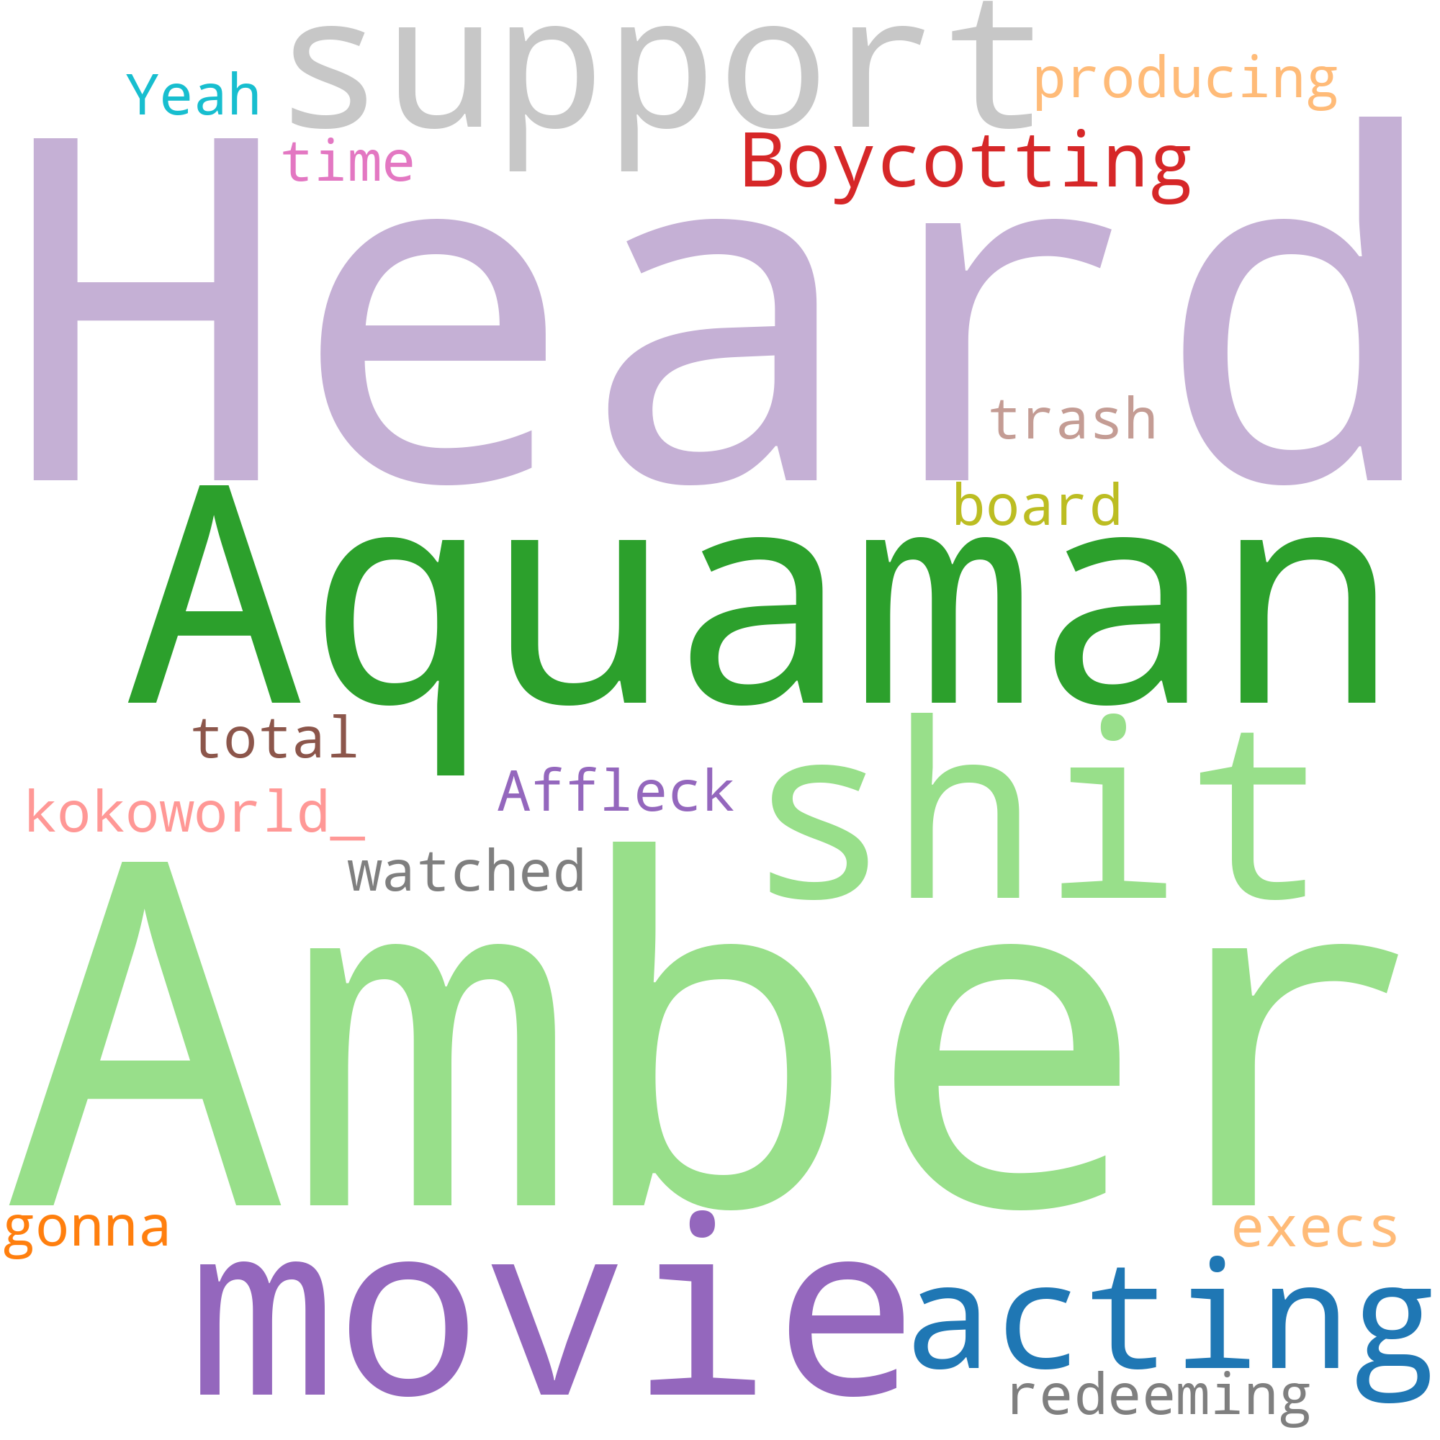 support
producing
Yeah
time
Boycotting
Heard
trash
board
Aquaman
total
shit
Affleck
kokoworld_
watched
Amber
gonna
execs
movie
acting
redeeming